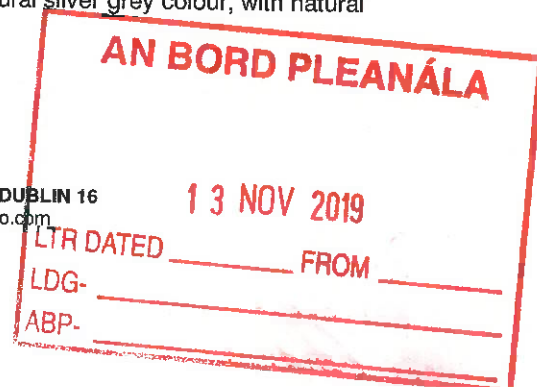 ural silver grey colour, with natural
AN BORD PLEANÁLA
DUBLIN 16
o.com
13 NOV 2019
LTR DATED FROM
LDG-
ABP-